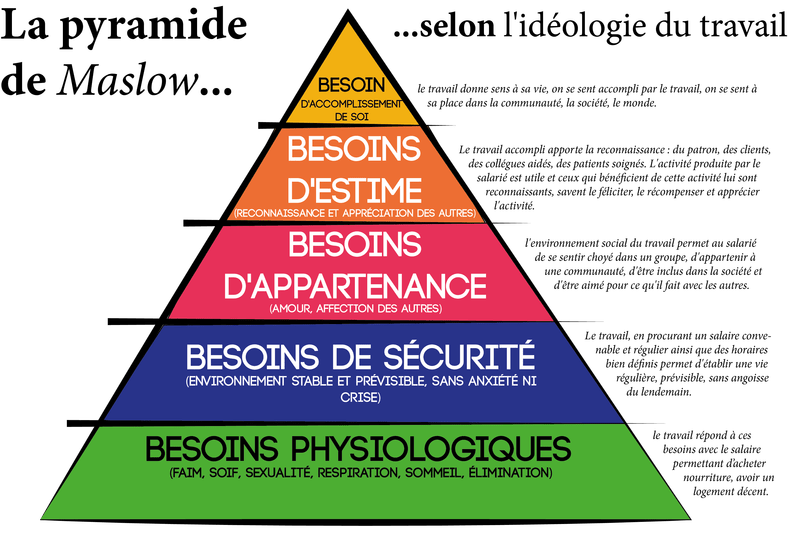 La pyramide
de Maslow...
...selon l'idéologie du travail
BESOIN
D'ACCOMPLISSEMENT
DE SOI
le travail donne sens à sa vie, on se sent accompli par le travail, on se sent à
sa place dans la communauté, la société, le monde.
BESOINS
D'ESTIME
(RECONNAISSANCE ET APPRÉCIATION DES AUTRES)
Le travail accompli apporte la reconnaissance : du patron, des clients,
des collégues aidés, des patients soignés. L'activité produite par le
salarié est utile et ceux qui bénéficient de cette activité lui sont
reconnaissants, savent le féliciter, le récompenser et apprécier
l'activité.
BESOINS
D'APPARTENANCE
(AMOUR, AFFECTION DES AUTRES)
l'environnement social du travail permet au salarié
de se sentir choyé dans un groupe, d'appartenir à
une communauté, d'être inclus dans la société et
d'être aimé pour ce qu'il fait avec les autres.
BESOINS DE SÉCURITÉ
(ENVIRONNEMENT STABLE ET PRÉVISIBLE, SANS ANXIÉTÉ NI
CRISE)
Le travail, en procurant un salaire conve-
nable et régulier ainsi que des horaires
bien définis permet d'établir une vie
régulière, prévisible, sans angoisse
du lendemain.
BESOINS PHYSIOLOGIQUES
(FAIM, SOIF, SEXUALITÉ, RESPIRATION, SOMMEIL, ÉLIMINATION)
le travail répond à ces
besoins avec le salaire
permettant d'acheter
nourriture, avoir un
logement décent.